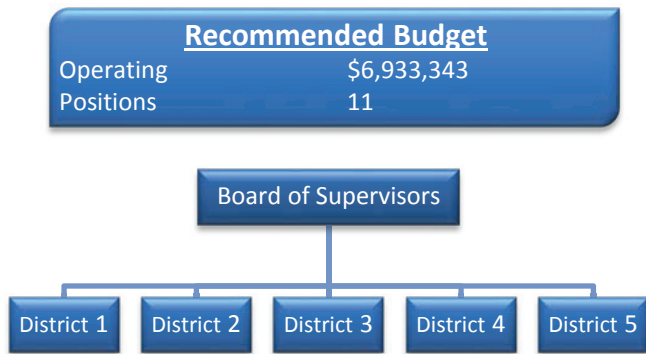 Recommended Budget
Operating $6,933,343
Positions 11
Board of Supervisors
District 1 District 2 District 3 District 4 District 5